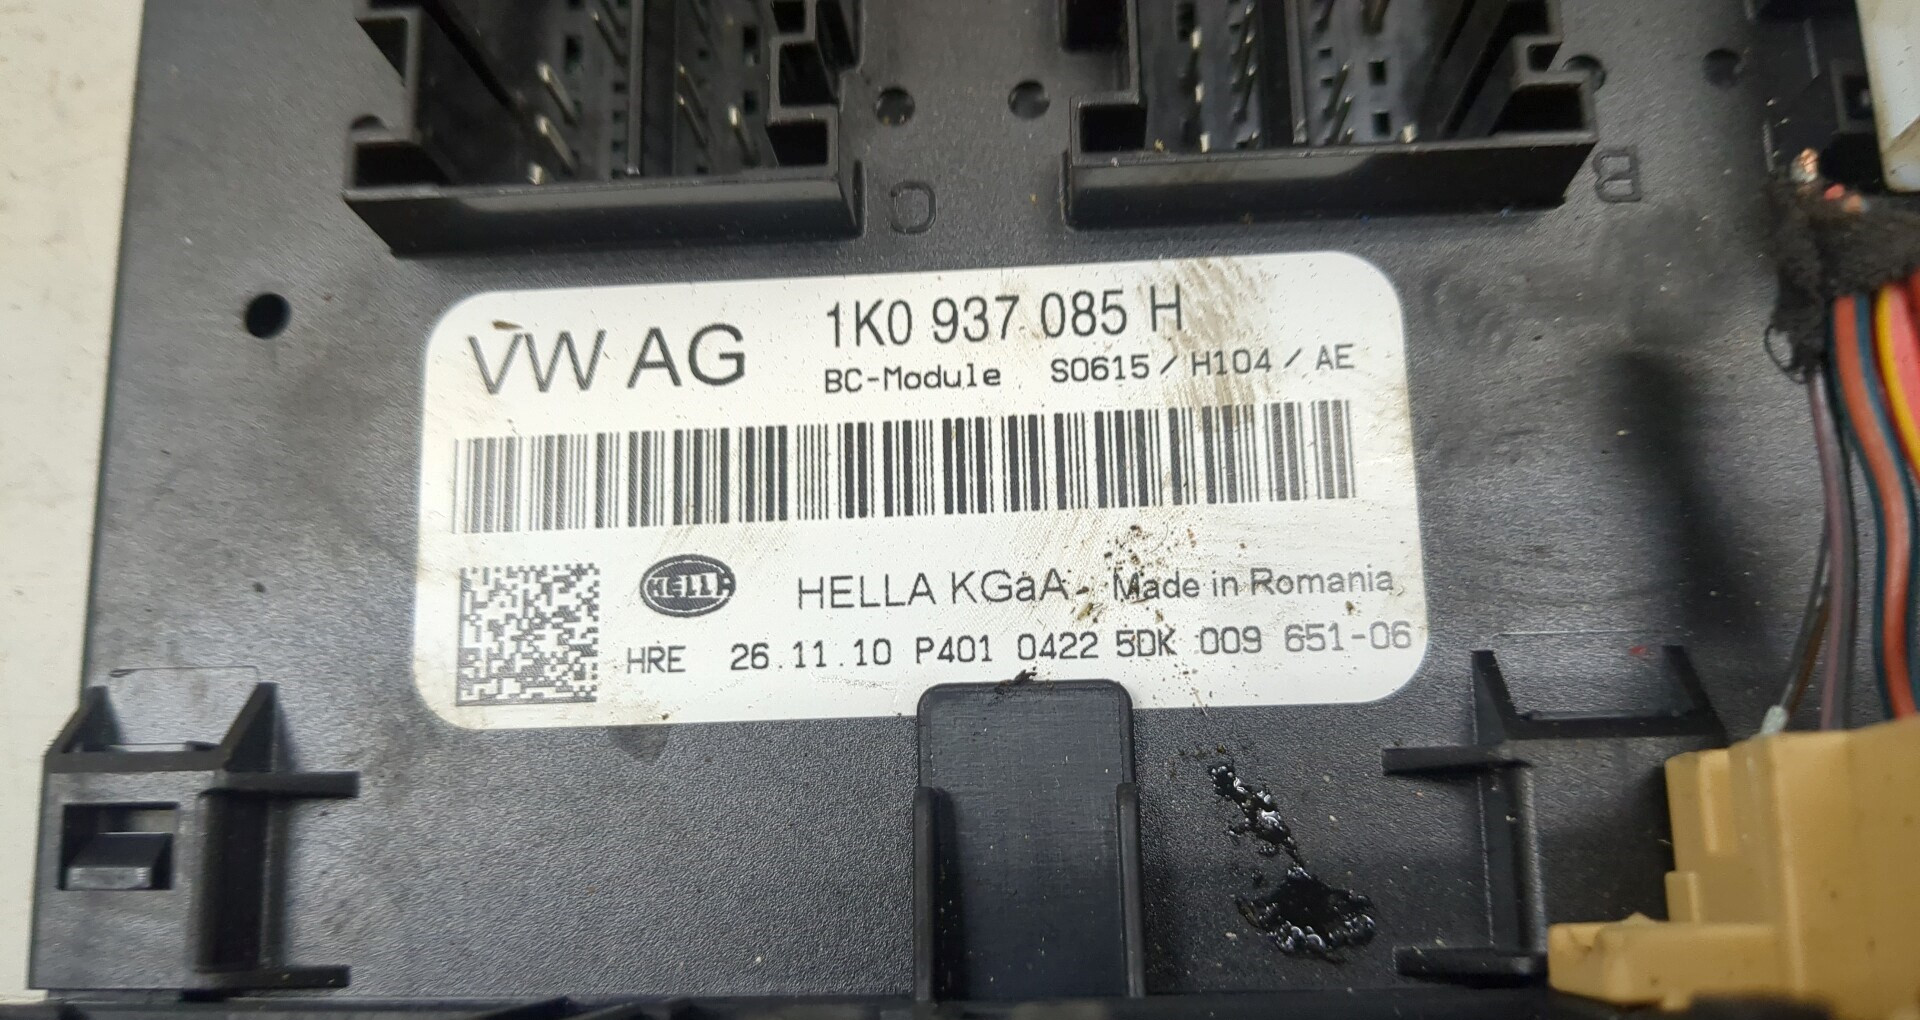 C
B
VW AG 1K0 937 085 H
BC-Module S0615 / H104 / AE
HELLA HELLA KGaA Made in Romania
HRE 26.11.10 P401 0422 5DK 009 651-06